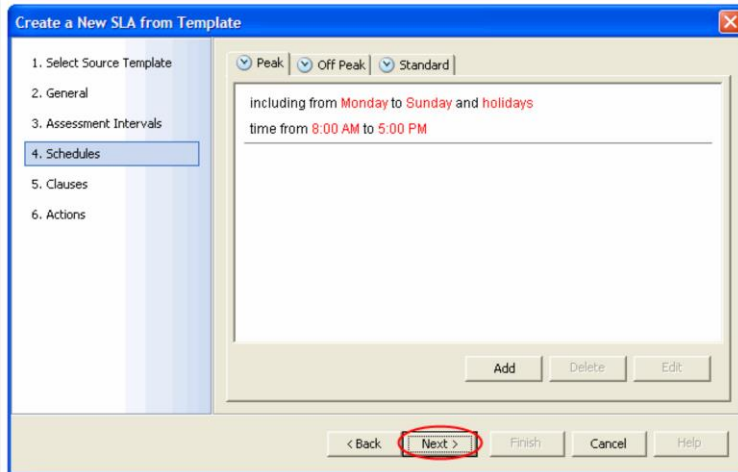 Create a New SLA from Template
1. Select Source Template
2. General
3. Assessment Intervals
4. Schedules
5. Clauses
6. Actions
Peak
Off Peak
Standard
including from Monday to Sunday and holidays
time from 8:00 AM to 5:00 PM
Add
Delete
Edit
< Back
Next >
Finish
Cancel
Help